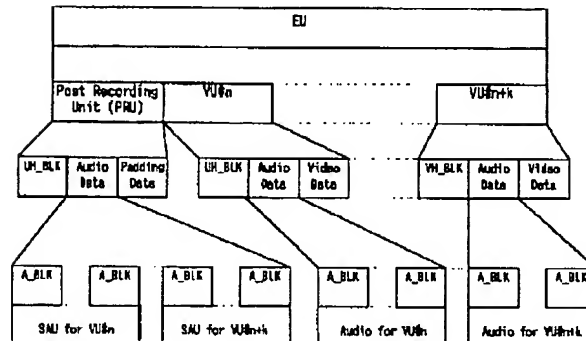 EU
Post Recording
Unit (PRU)
VU#n
VU#n+k
UH_BLK
Audio
Data
Padding
Data
UH_BLK
Audio
Data
Video
Data
VH_BLK
Audio
Data
Video
Data
A_BLK
A_BLK
A_BLK
A_BLK
A_BLK
A_BLK
A_BLK
A_BLK
SAU for VU#n
SAU for VU#n+k
Audio for VU#n
Audio for VU#n+k